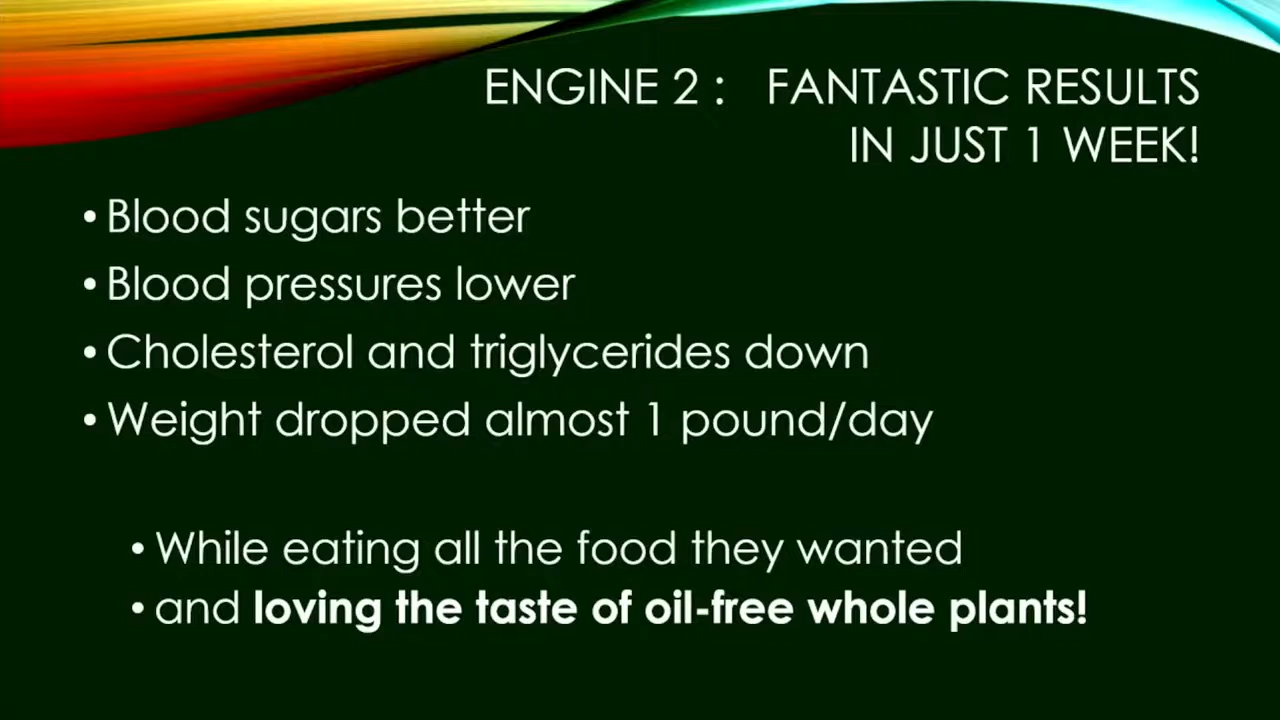 ENGINE 2 : FANTASTIC RESULTS
IN JUST 1 WEEK!
• Blood sugars better
• Blood pressures lower
• Cholesterol and triglycerides down
• Weight dropped almost 1 pound/day
• While eating all the food they wanted
• and loving the taste of oil-free whole plants!